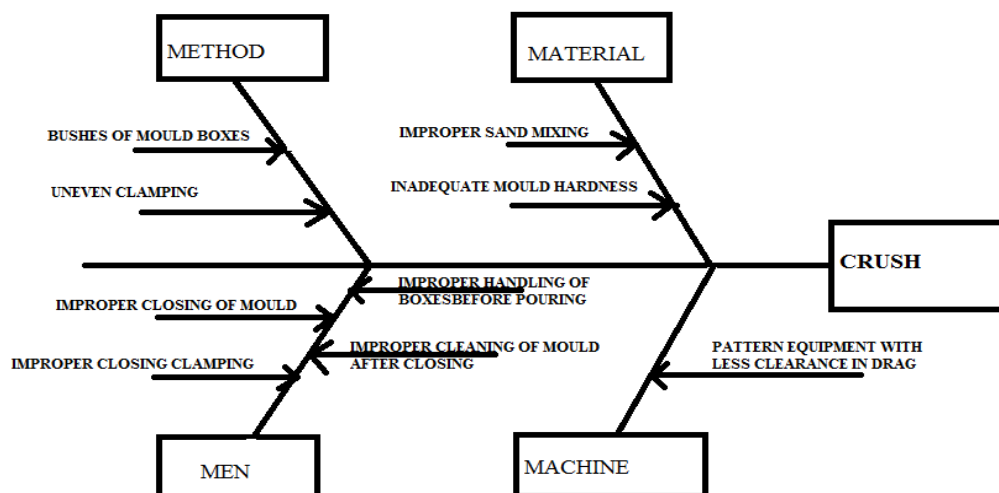 METHOD
MATERIAL
BUSHES OF MOULD BOXES
IMPROPER SAND MIXING
UNEVEN CLAMPING
INADEQUATE MOULD HARDNESS
CRUSH
IMPROPER HANDLING OF
BOXESBEFORE POURING
IMPROPER CLOSING OF MOULD
IMPROPER CLEANING OF MOULD
AFTER CLOSING
IMPROPER CLOSING CLAMPING
PATTERN EQUIPMENT WITH
LESS CLEARANCE IN DRAG
MEN
MACHINE